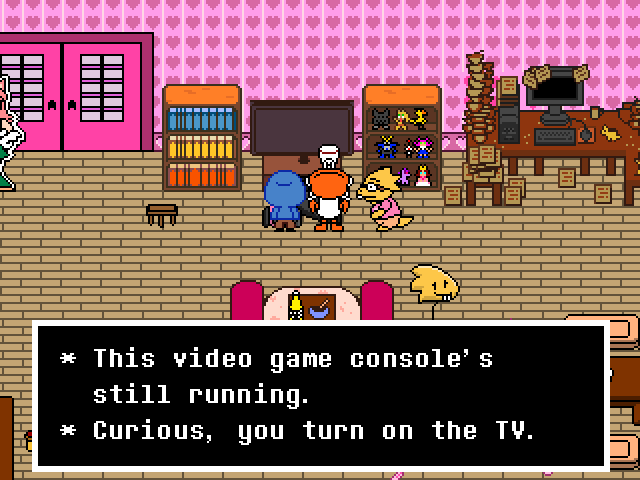 * This video game console's
still running.
* Curious, you turn on the TV.